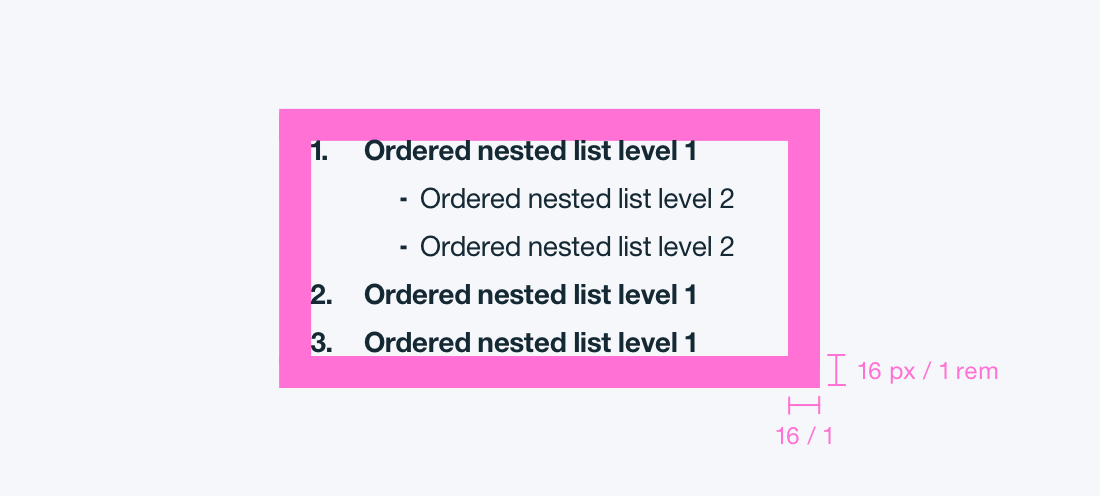 1. Ordered nested list level 1
- Ordered nested list level 2
- Ordered nested list level 2
2. Ordered nested list level 1
3. Ordered nested list level 1
16 px / 1 rem
16 / 1